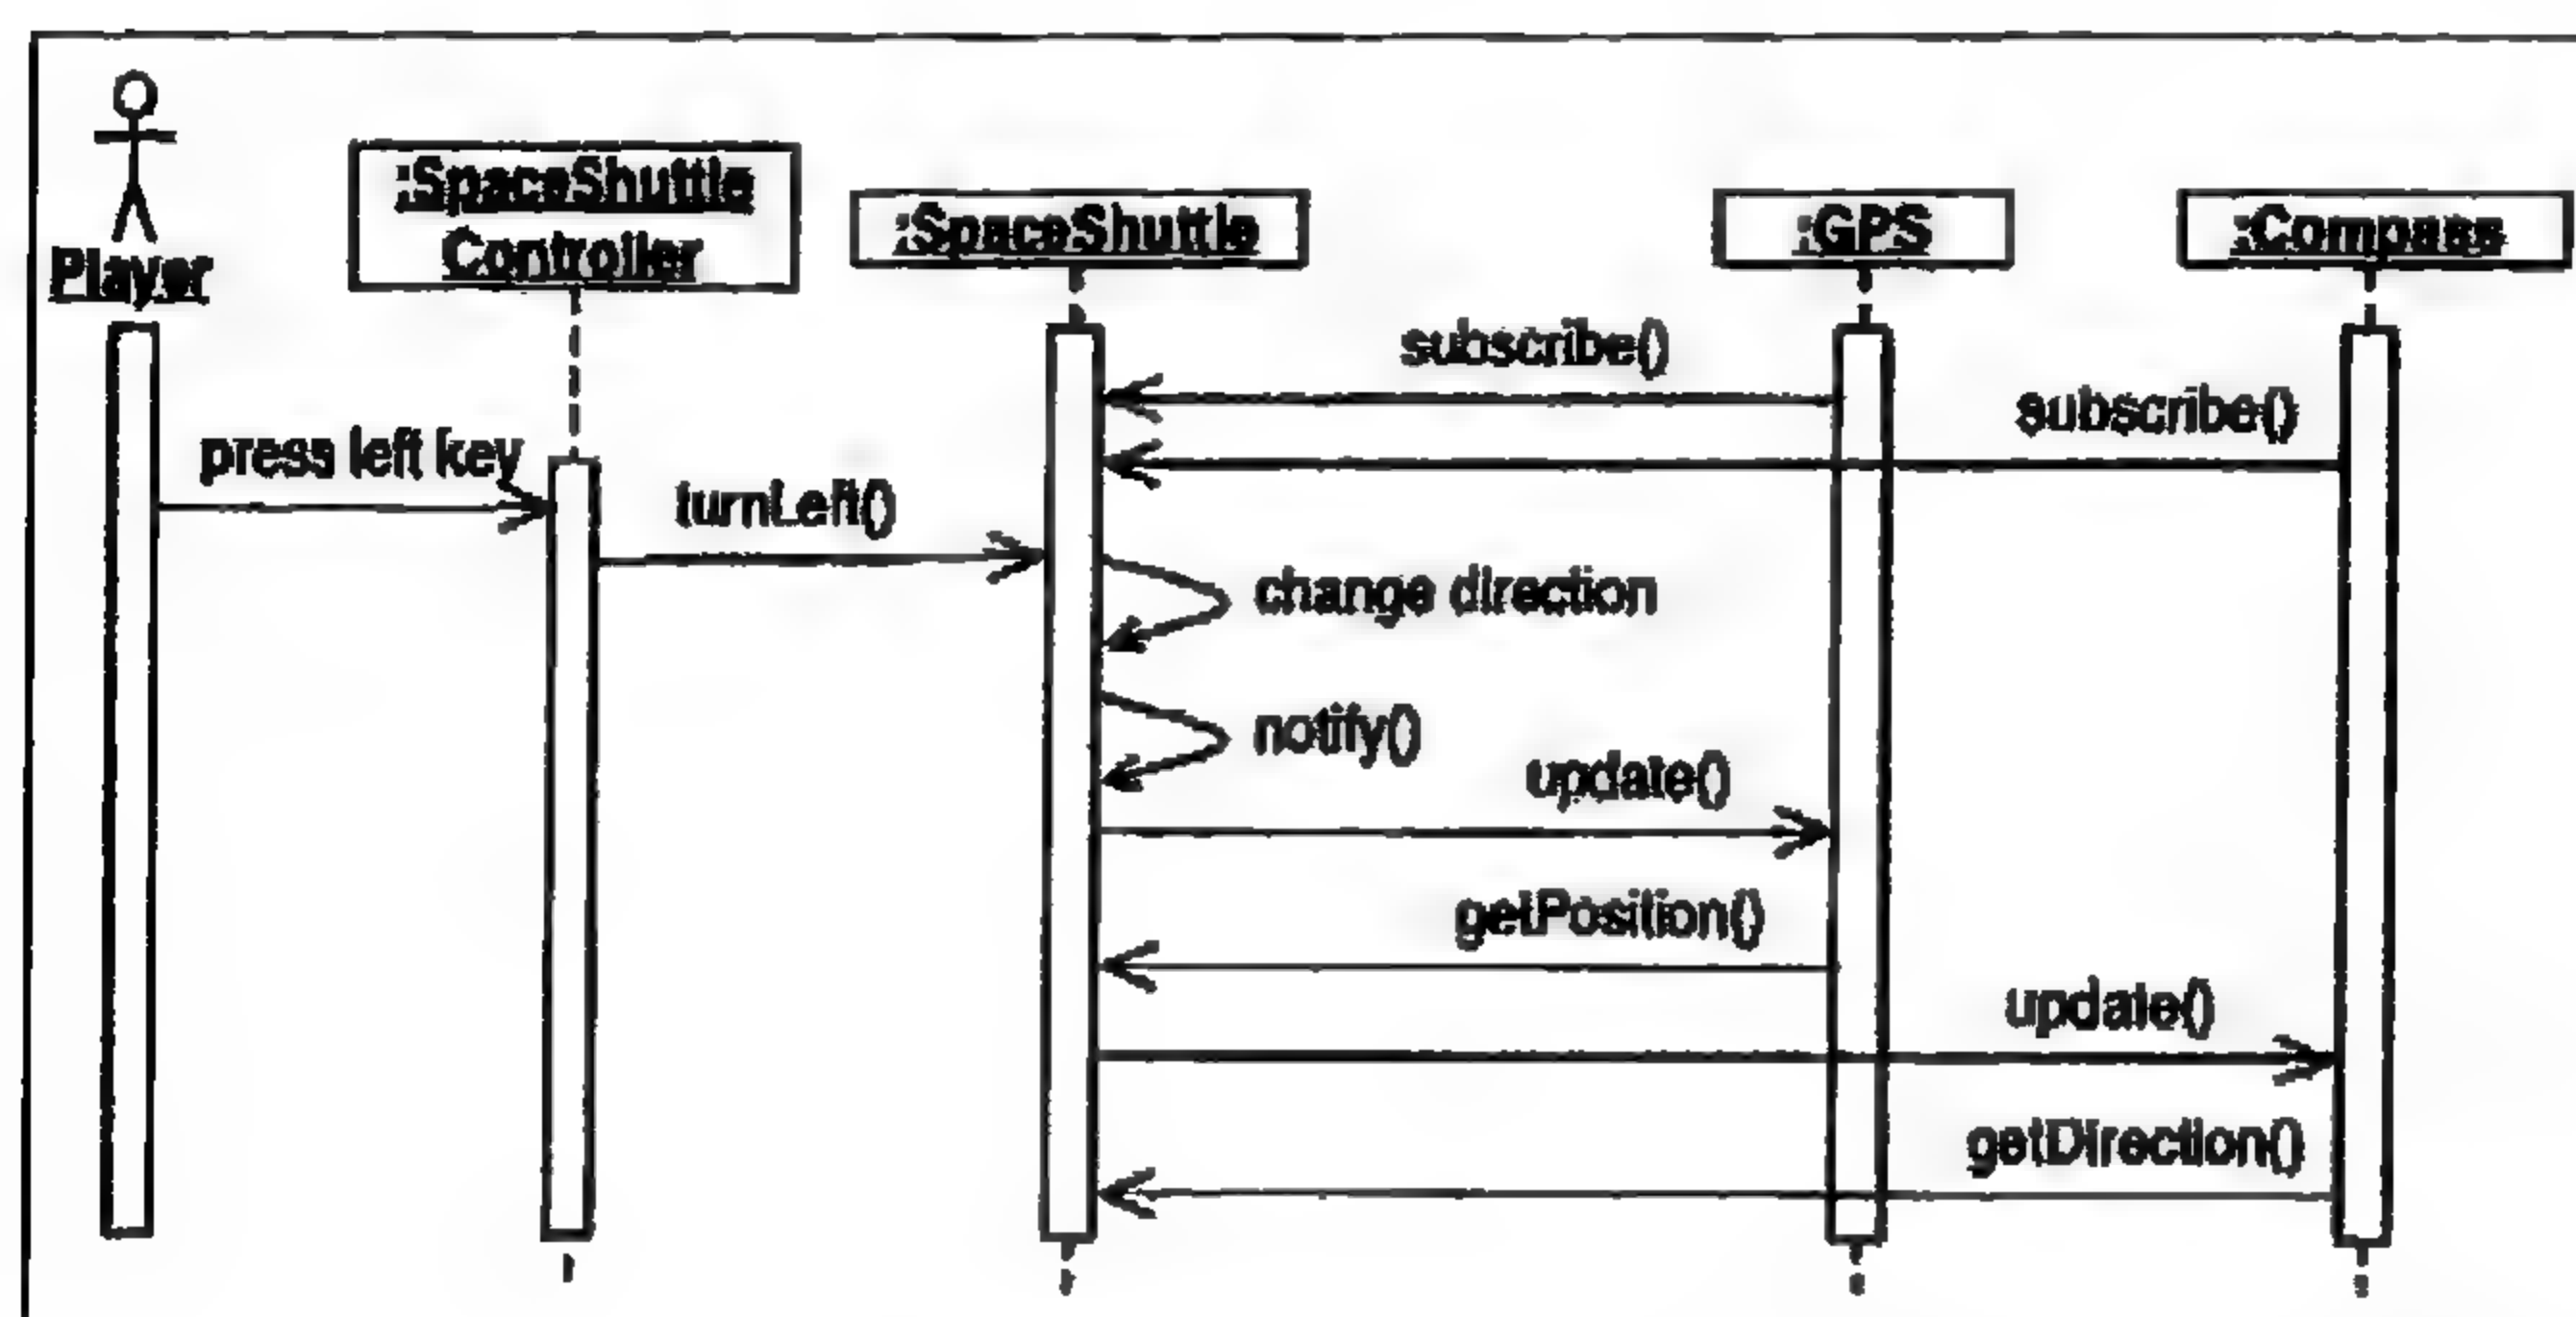 :SpaceShuttle
Controller
:SpaceShuttle
:GPS
:Compass
Player
subscribe()
subscribe()
press left key
turnLeft()
change direction
notify()
update()
getPosition()
update()
getDirection()